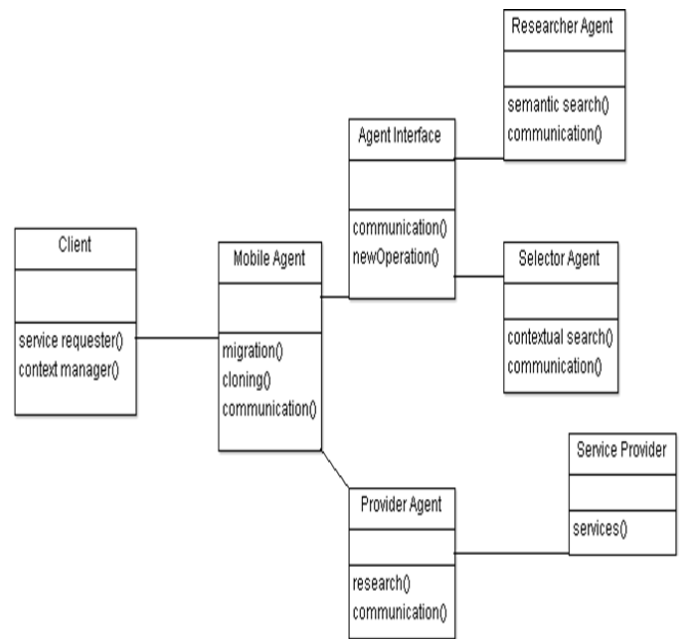 Researcher Agent
semantic search()
communication()
Agent Interface
communication()
newOperation()
Client
service requester()
context manager()
Mobile Agent
migration()
cloning()
communication()
Selector Agent
contextual search()
communication()
Service Provider
services()
Provider Agent
research()
communication()